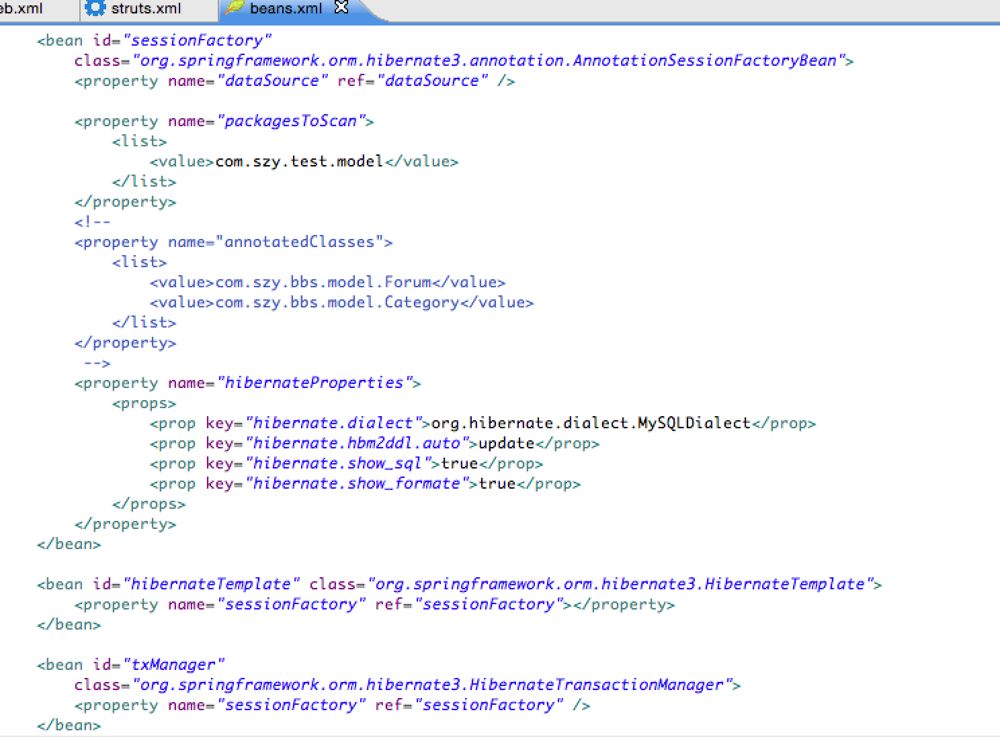 eb.xml struts.xml beans.xml
<bean id="sessionFactory"
class="org.springframework.orm.hibernate3.annotation.AnnotationSessionFactoryBean">
<property name="dataSource" ref="dataSource" />
<property name="packagesToScan">
<list>
<value>com.szy.test.model</value>
</list>
</property>
<!--
<property name="annotatedClasses">
<list>
<value>com.szy.bbs.model.Forum</value>
<value>com.szy.bbs.model.Category</value>
</list>
</property>
-->
<property name="hibernateProperties">
<props>
<prop key="hibernate.dialect">org.hibernate.dialect.MySQLDialect</prop>
<prop key="hibernate.hbm2ddl.auto">update</prop>
<prop key="hibernate.show_sql">true</prop>
<prop key="hibernate.show_formate">true</prop>
</props>
</property>
</bean>
<bean id="hibernateTemplate" class="org.springframework.orm.hibernate3.HibernateTemplate">
<property name="sessionFactory" ref="sessionFactory"></property>
</bean>
<bean id="txManager"
class="org.springframework.orm.hibernate3.HibernateTransactionManager">
<property name="sessionFactory" ref="sessionFactory" />
</bean>